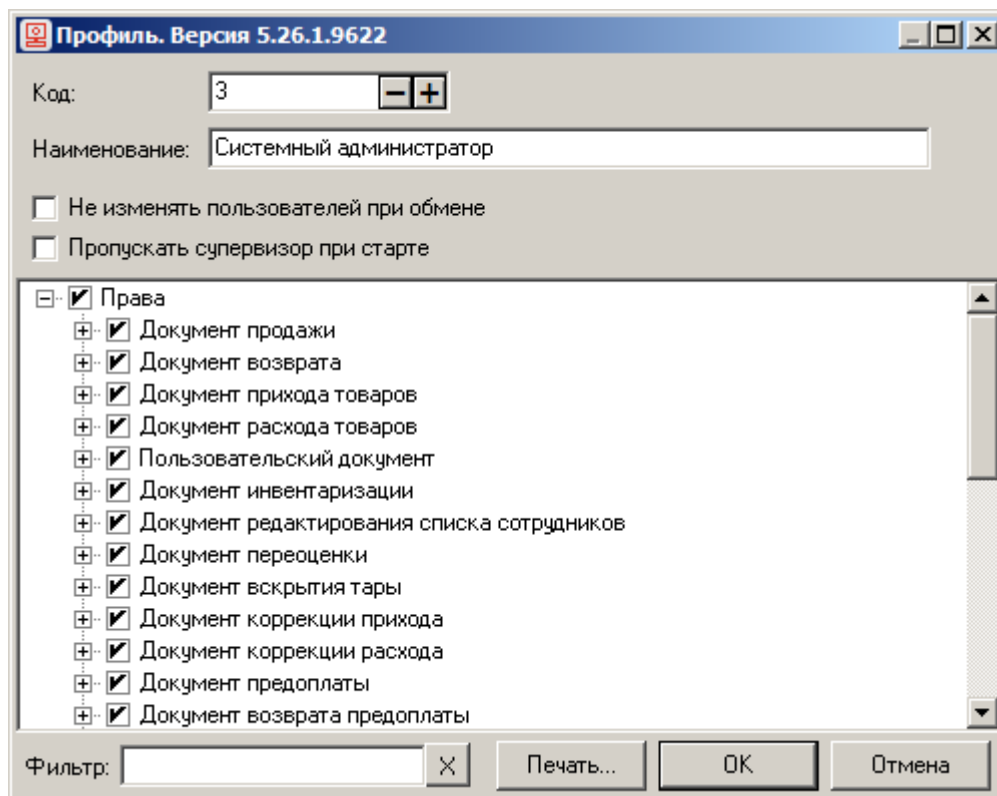 Профиль. Версия 5.26.1.9622
Код: 3
Наименование: Системный администратор
Не изменять пользователей при обмене
Пропускать супервизор при старте
Права
Документ продажи
Документ возврата
Документ прихода товаров
Документ расхода товаров
Пользовательский документ
Документ инвентаризации
Документ редактирования списка сотрудников
Документ переоценки
Документ вскрытия тары
Документ коррекции прихода
Документ коррекции расхода
Документ предоплаты
Документ возврата предоплаты
Фильтр: X Печать... OK Отмена